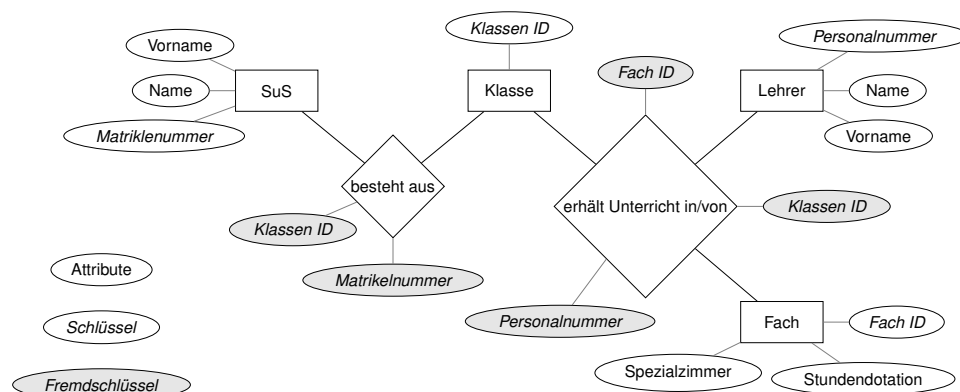 Klassen ID
Personalnummer
Vorname
Fach ID
Name
SuS
Klasse
Lehrer
Name
Matriklenummer
Vorname
besteht aus
erhält Unterricht in/von
Klassen ID
Klassen ID
Attribute
Matrikelnummer
Personalnummer
Fach
Fach ID
Schlüssel
Spezialzimmer
Stundendotation
Fremdschlüssel